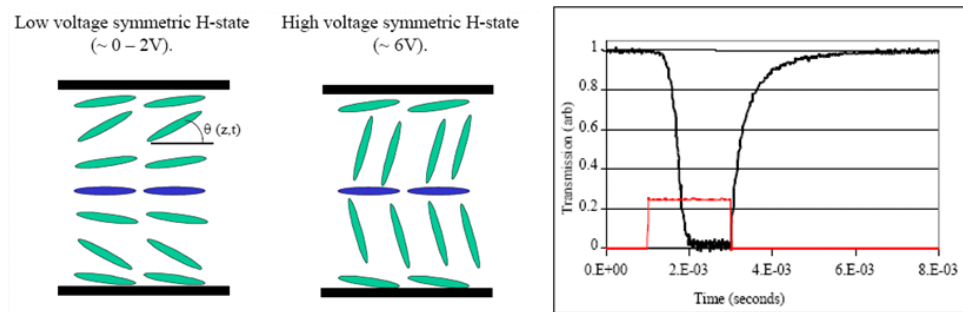 Low voltage symmetric H-state
(~ 0 – 2V).
High voltage symmetric H-state
(~ 6V).
θ (z,t)
Transmission (arb)
1
0.8
0.6
0.4
0.2
0
0.E+00
2.E-03
4.E-03
6.E-03
8.E-03
Time (seconds)